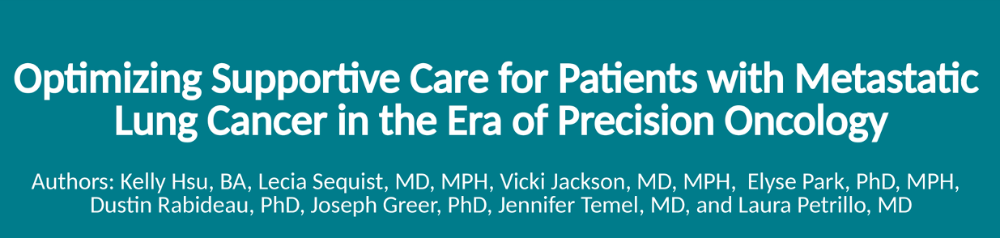 Optimizing Supportive Care for Patients with Metastatic
Lung Cancer in the Era of Precision Oncology
Authors: Kelly Hsu, BA, Lecia Sequist, MD, MPH, Vicki Jackson, MD, MPH,  Elyse Park, PhD, MPH,
Dustin Rabideau, PhD, Joseph Greer, PhD, Jennifer Temel, MD, and Laura Petrillo, MD